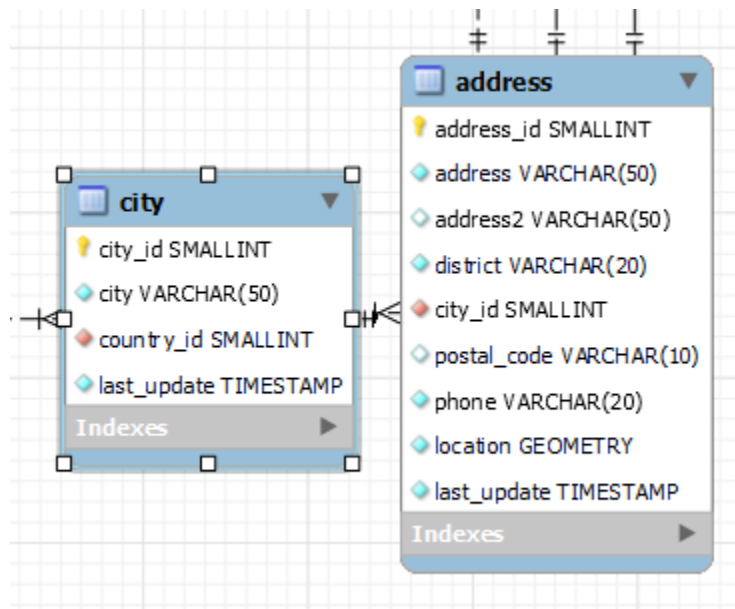 city
city_id SMALLINT
city VARCHAR(50)
country_id SMALLINT
last_update TIMESTAMP
Indexes
address
address_id SMALLINT
address VARCHAR(50)
address2 VARCHAR(50)
district VARCHAR(20)
city_id SMALLINT
postal_code VARCHAR(10)
phone VARCHAR(20)
location GEOMETRY
last_update TIMESTAMP
Indexes